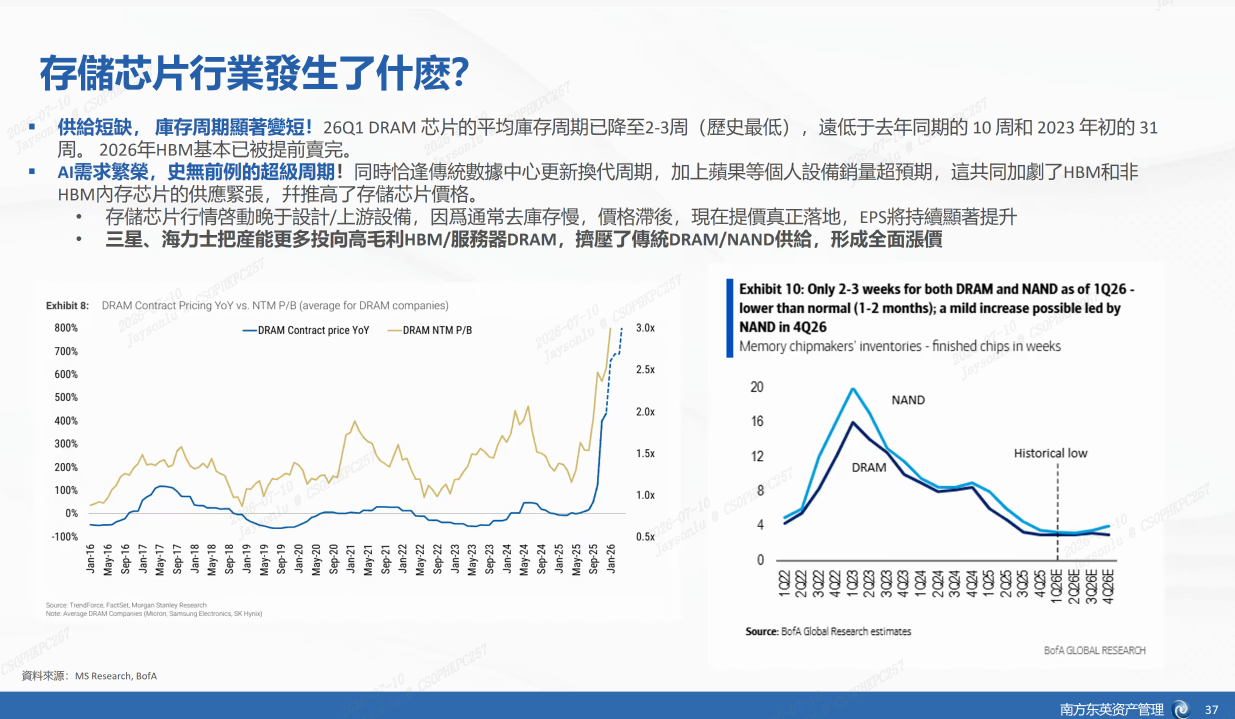 存儲芯片行業發生了什麽？
▪ 供給短缺， 庫存周期顯著變短！26Q1 DRAM 芯片的平均庫存周期已降至2-3周（歷史最低），遠低于去年同期的 10 周和 2023 年初的 31
周。 2026年HBM基本已被提前賣完。
▪ AI需求繁榮，史無前例的超級周期！同時恰逢傳統數據中心更新換代周期，加上蘋果等個人設備銷量超預期，這共同加劇了HBM和非
HBM内存芯片的供應緊張，幷推高了存儲芯片價格。
• 存儲芯片行情啓動晚于設計/上游設備，因爲通常去庫存慢，價格滯後，現在提價真正落地，EPS將持續顯著提升
• 三星、海力士把産能更多投向高毛利HBM/服務器DRAM，擠壓了傳統DRAM/NAND供給，形成全面漲價
Exhibit 8: DRAM Contract Pricing YoY vs. NTM P/B (average for DRAM companies)
DRAM Contract price YoY DRAM NTM P/B
800%
700%
600%
500%
400%
300%
200%
100%
0%
-100%
3.0x
2.5x
2.0x
1.5x
1.0x
0.5x
Jan-16 May-16 Sep-16 Jan-17 May-17 Sep-17 Jan-18 May-18 Sep-18 Jan-19 May-19 Sep-19 Jan-20 May-20 Sep-20 Jan-21 May-21 Sep-21 Jan-22 May-22 Sep-22 Jan-23 May-23 Sep-23 Jan-24 May-24 Sep-24 Jan-25 May-25 Sep-25 Jan-26
Source: TrendForce, FactSet, Morgan Stanley Research
Note: Average DRAM Companies (Micron, Samsung Electronics, SK Hynix)
Exhibit 10: Only 2-3 weeks for both DRAM and NAND as of 1Q26 -
lower than normal (1-2 months); a mild increase possible led by
NAND in 4Q26
Memory chipmakers' inventories - finished chips in weeks
20
16
12
8
4
0
NAND
DRAM
Historical low
1Q22 2Q22 3Q22 4Q22 1Q23 2Q23 3Q23 4Q23 1Q24 2Q24 3Q24 4Q24 1Q25 2Q25 3Q25 4Q25 1Q26E 2Q26E 3Q26E 4Q26E
Source: BofA Global Research estimates
BofA GLOBAL RESEARCH
資料來源：MS Research, BofA
南方东英资产管理 37
2026-07-10
Jaysonlu @ CSOPHKPC257